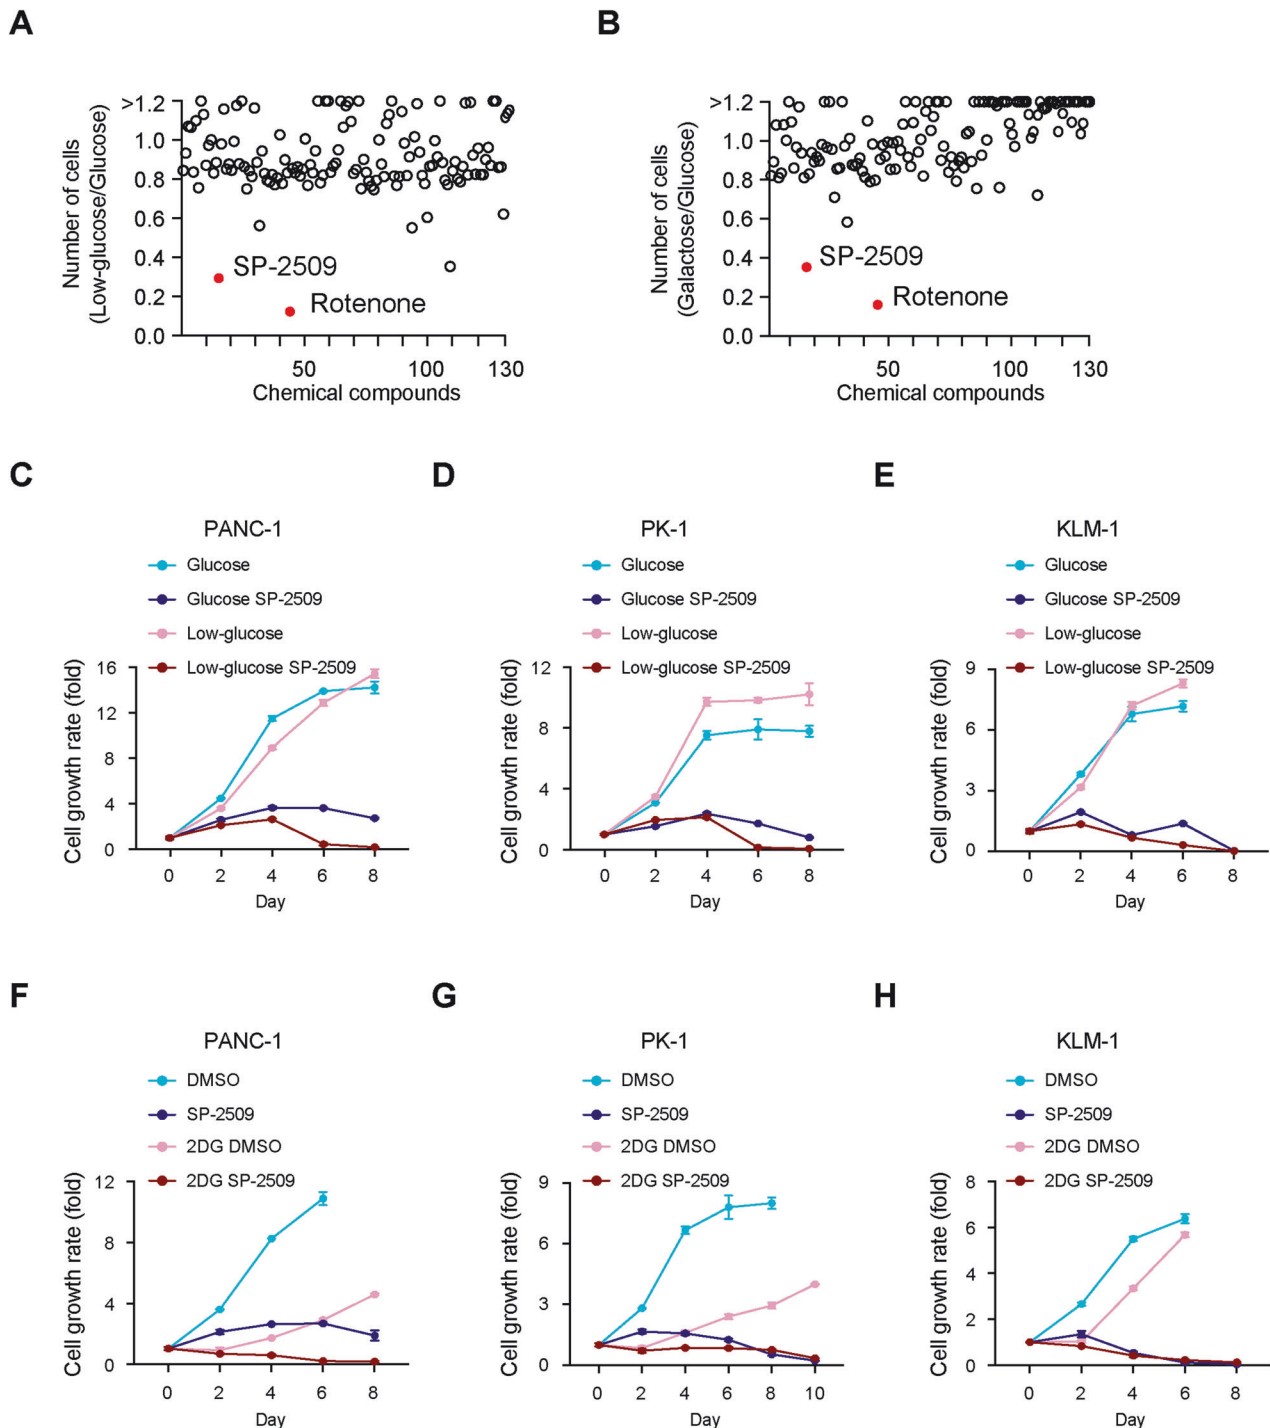 A
B
Number of cells
(Low-glucose/Glucose)
>1.2
1.0
0.8
0.6
0.4
0.2
0.0
SP-2509
Rotenone
50
100
130
Chemical compounds
Number of cells
(Galactose/Glucose)
>1.2
1.0
0.8
0.6
0.4
0.2
0.0
SP-2509
Rotenone
50
100
130
Chemical compounds
C
D
E
PANC-1
Glucose
Glucose SP-2509
Low-glucose
Low-glucose SP-2509
Cell growth rate (fold)
16
12
8
4
0
0 2 4 6 8
Day
PK-1
Glucose
Glucose SP-2509
Low-glucose
Low-glucose SP-2509
Cell growth rate (fold)
12
8
4
0
0 2 4 6 8
Day
KLM-1
Glucose
Glucose SP-2509
Low-glucose
Low-glucose SP-2509
Cell growth rate (fold)
9
6
3
0
0 2 4 6 8
Day
F
G
H
PANC-1
DMSO
SP-2509
2DG DMSO
2DG SP-2509
Cell growth rate (fold)
12
8
4
0
0 2 4 6 8
Day
PK-1
DMSO
SP-2509
2DG DMSO
2DG SP-2509
Cell growth rate (fold)
9
6
3
0
0 2 4 6 8 10
Day
KLM-1
DMSO
SP-2509
2DG DMSO
2DG SP-2509
Cell growth rate (fold)
8
6
4
2
0
0 2 4 6 8
Day